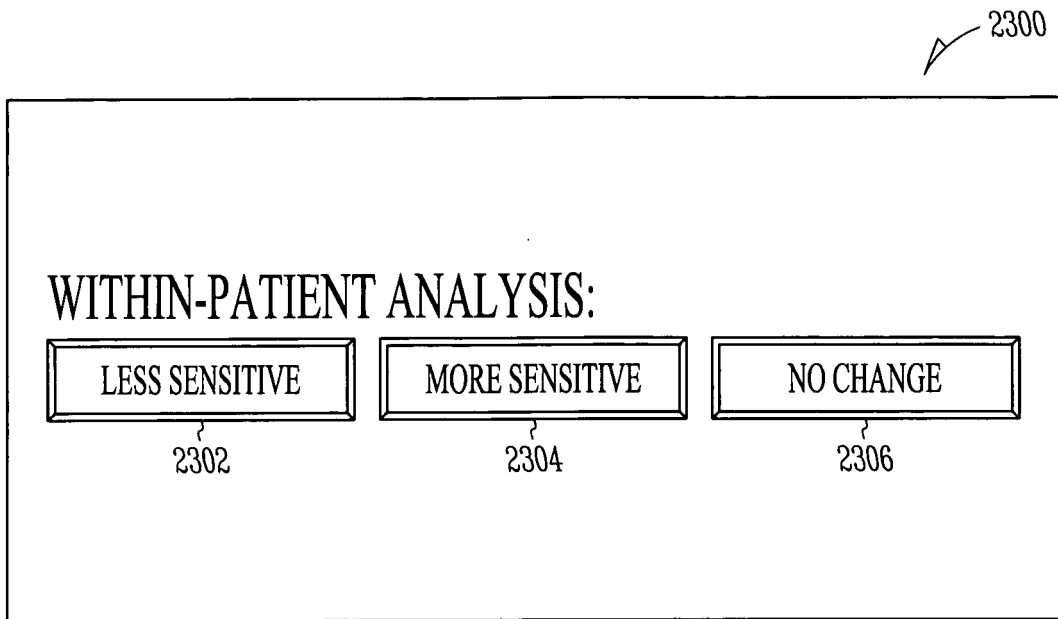 2300
WITHIN-PATIENT ANALYSIS:
LESS SENSITIVE MORE SENSITIVE NO CHANGE
2302 2304 2306